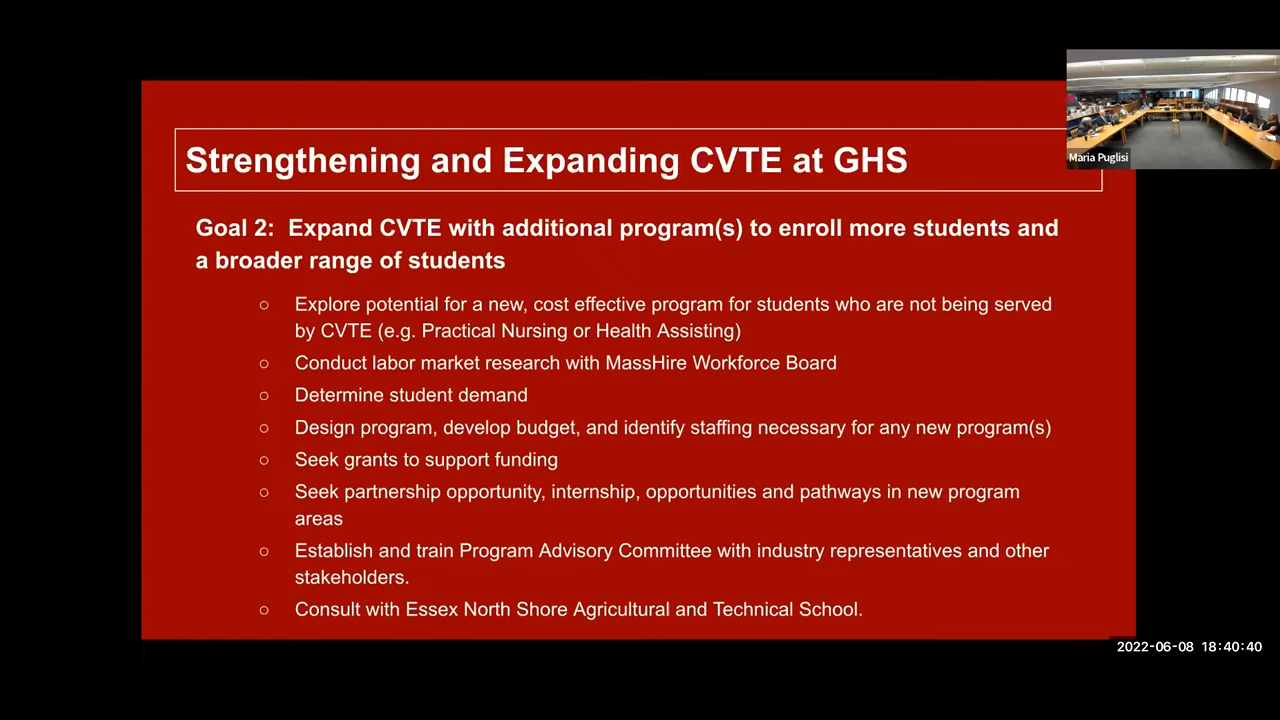 Maria Puglisi
Strengthening and Expanding CVTE at GHS
Goal 2:  Expand CVTE with additional program(s) to enroll more students and
a broader range of students
○ Explore potential for a new, cost effective program for students who are not being served
by CVTE (e.g. Practical Nursing or Health Assisting)
○ Conduct labor market research with MassHire Workforce Board
○ Determine student demand
○ Design program, develop budget, and identify staffing necessary for any new program(s)
○ Seek grants to support funding
○ Seek partnership opportunity, internship, opportunities and pathways in new program
areas
○ Establish and train Program Advisory Committee with industry representatives and other
stakeholders.
○ Consult with Essex North Shore Agricultural and Technical School.
2022-06-08 18:40:40